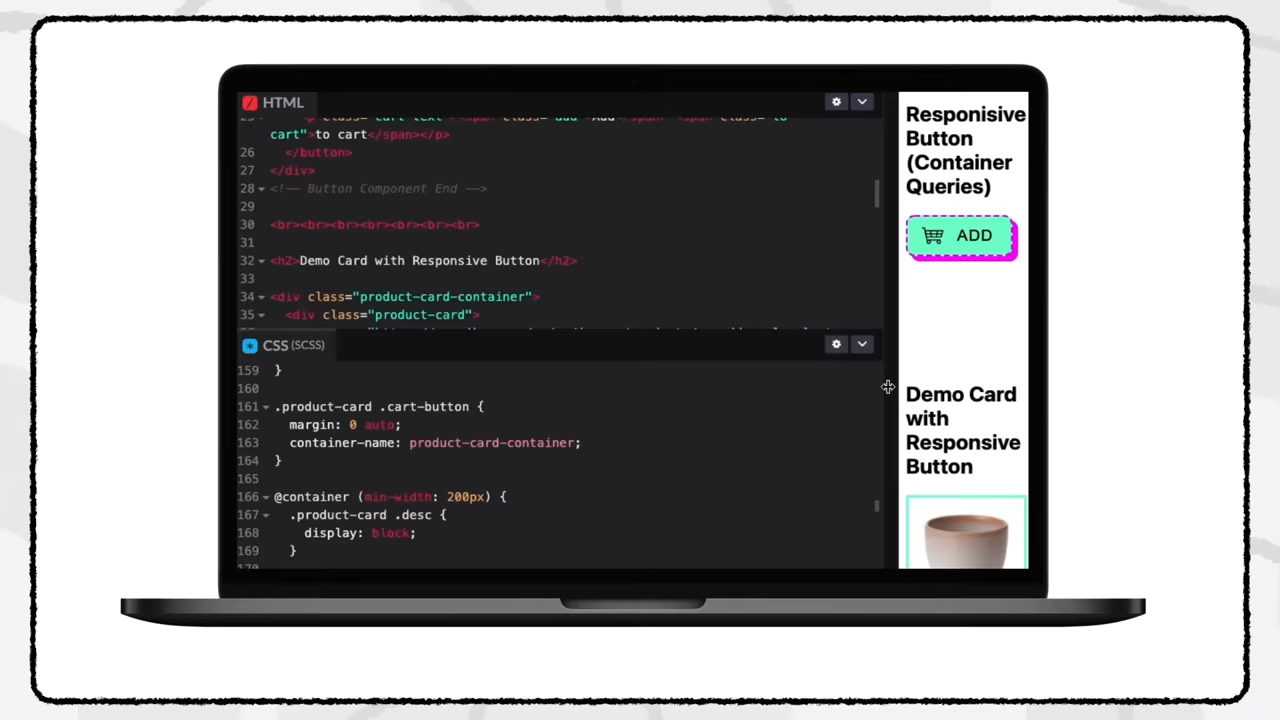 HTML
cart">to cart</span></p>
26 </button>
27 </div>
28 <!-- Button Component End -->
29
30 <br><br><br><br><br><br><br>
31
32 <h2>Demo Card with Responsive Button</h2>
33
34 <div class="product-card-container">
35 <div class="product-card">
CSS (SCSS)
159 }
160
161 .product-card .cart-button {
162 margin: 0 auto;
163 container-name: product-card-container;
164 }
165
166 @container (min-width: 200px) {
167 .product-card .desc {
168 display: block;
169 }
Responisive
Button
(Container
Queries)
ADD
Demo Card
with
Responsive
Button